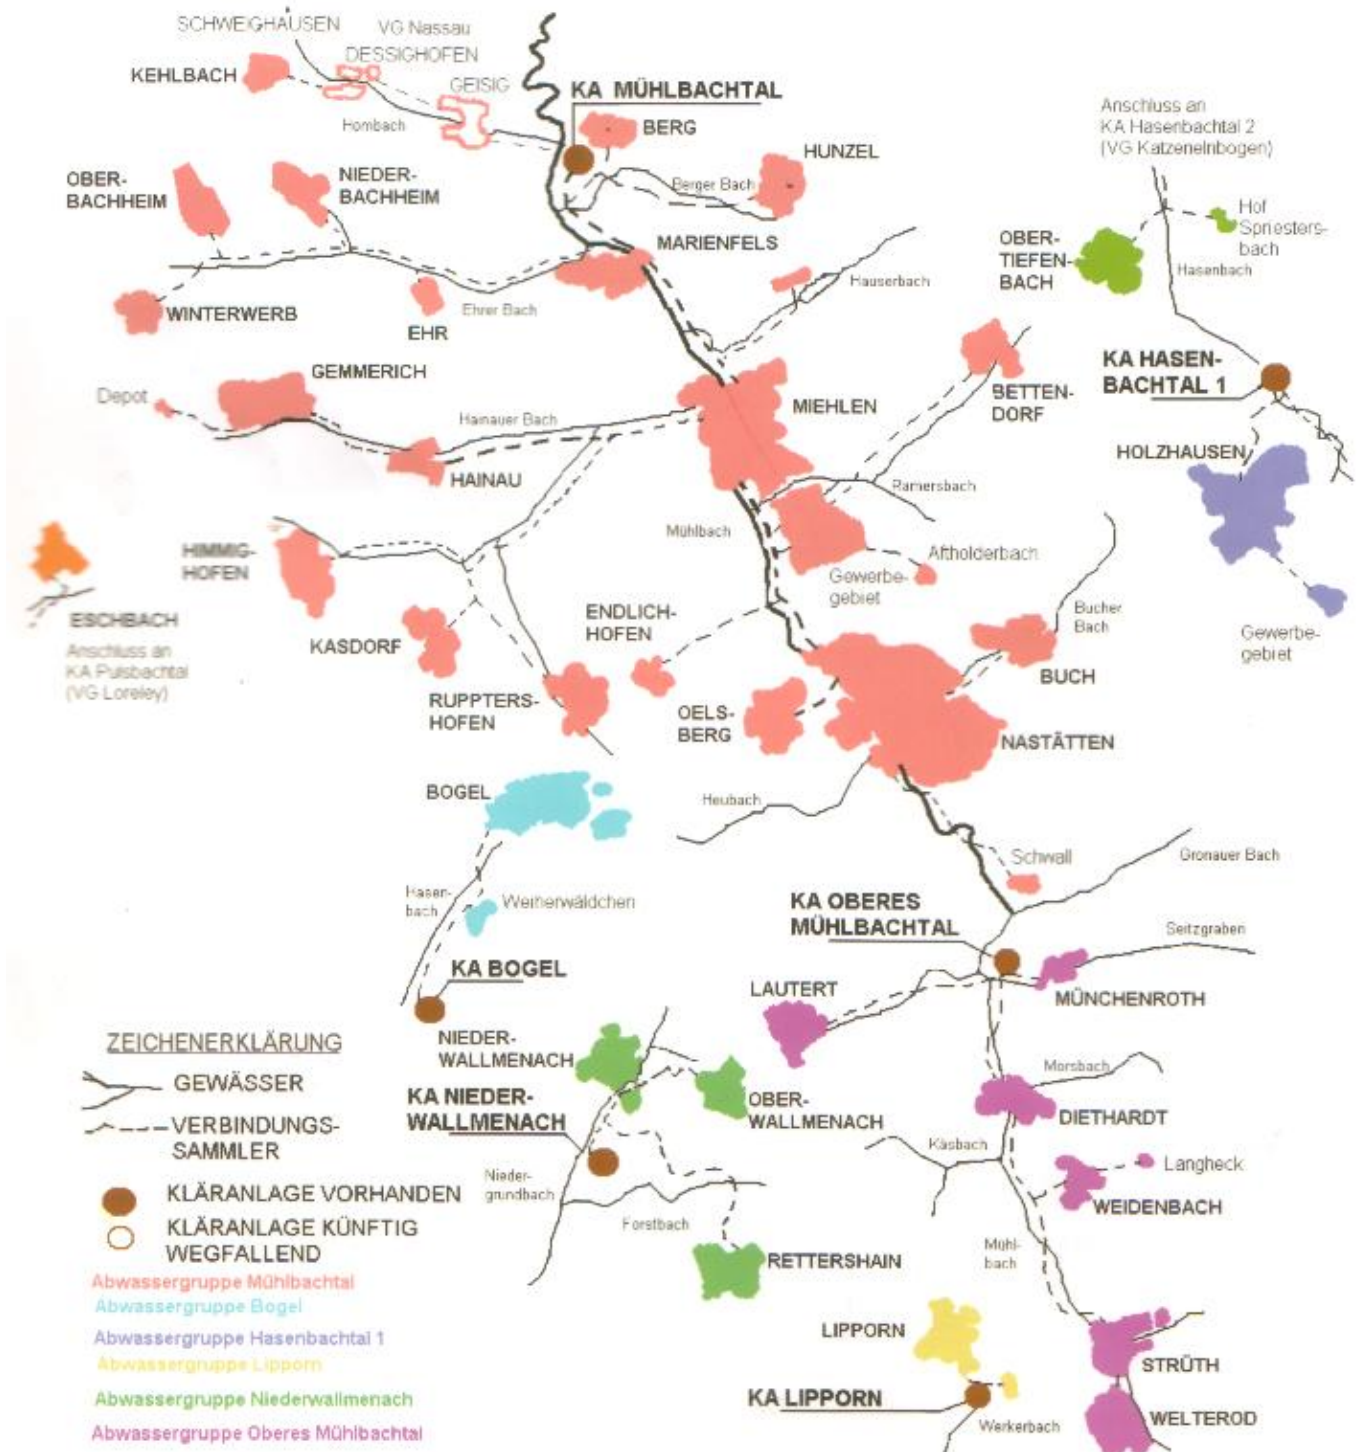 SCHWEIGHAUSEN
VG Nassau
DESSIGHOFEN
KEHLBACH
GEISIG
KA MÜHLBACHTAL
Hombach
BERG
HUNZEL
Anschluss an
KA Hasenbachtal 2
(VG Katzenelnbogen)
OBER-
BACHHEIM
NIEDER-
BACHHEIM
Berger Bach
MARIENFELS
OBER-
TIEFEN-
BACH
Hof
Spriesters-
bach
Hasenbach
WINTERWERB
EHR
Ehrer Bach
Hauserbach
KA HASEN-
BACHTAL 1
Depot
GEMMERICH
Hainauer Bach
HAINAU
MIEHLEN
BETTEN-
DORF
HOLZHAUSEN
Ramersbach
Mühlbach
Aftholderbach
Gewerbe-
gebiet
HIMMIG-
HOFEN
ESCHBACH
Anschluss an
KA Pulsbachtal
(VG Loreley)
KASDORF
ENDLICH-
HOFEN
Bucher
Bach
BUCH
Gewerbe-
gebiet
RUPPTERS-
HOFEN
OELS-
BERG
NASTÄTTEN
BOGEL
Heubach
Schwall
Gronauer Bach
Hasen-
bach
Weiherwäldchen
KA OBERES
MÜHLBACHTAL
Seitzgraben
KA BOGEL
LAUTERT
MÜNCHENROTH
NIEDER-
WALLMENACH
KA NIEDER-
WALLMENACH
OBER-
WALLMENACH
Morsbach
DIETHARDT
Käsbach
Langheck
WEIDENBACH
Nieder-
grundbach
Forstbach
RETTERSHAIN
Mühl-
bach
LIPPORN
STRÜTH
KA LIPPORN
Werkerbach
WELTEROD
ZEICHENERKLÄRUNG
GEWÄSSER
VERBINDUNGS-
SAMMLER
KLÄRANLAGE VORHANDEN
KLÄRANLAGE KÜNFTIG
WEGFALLEND
Abwassergruppe Mühlbachtal
Abwassergruppe Bogel
Abwassergruppe Hasenbachtal 1
Abwassergruppe Lipporn
Abwassergruppe Niederwallmenach
Abwassergruppe Oberes Mühlbachtal